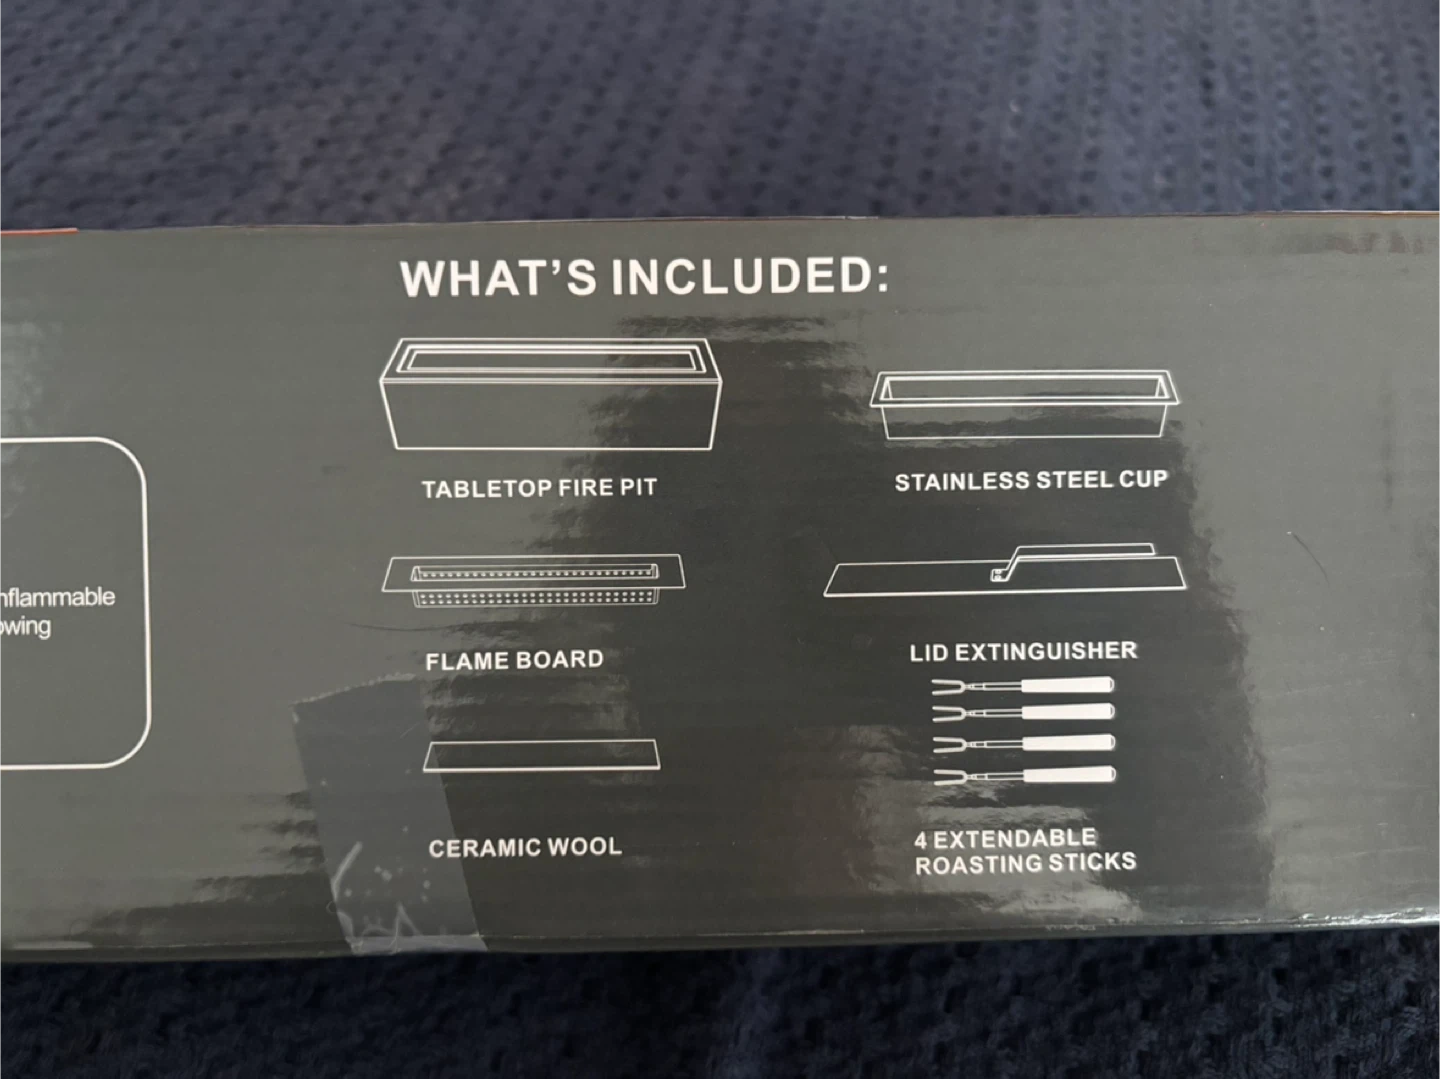 WHAT'S INCLUDED:
TABLETOP FIRE PIT
STAINLESS STEEL CUP
FLAME BOARD
LID EXTINGUISHER
CERAMIC WOOL
4 EXTENDABLE
ROASTING STICKS
nflammable
owing